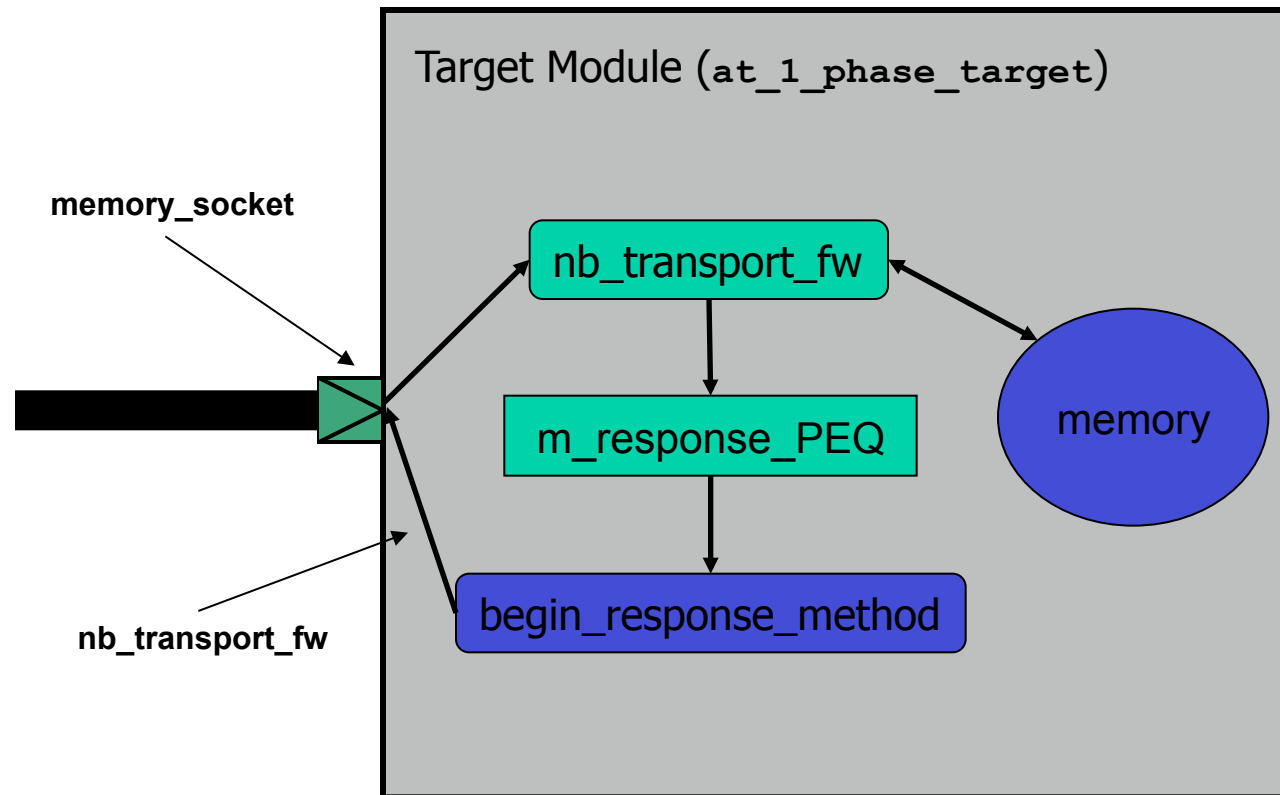 Target Module (at_1_phase_target)
memory_socket
nb_transport_fw
m_response_PEQ
memory
begin_response_method
nb_transport_fw